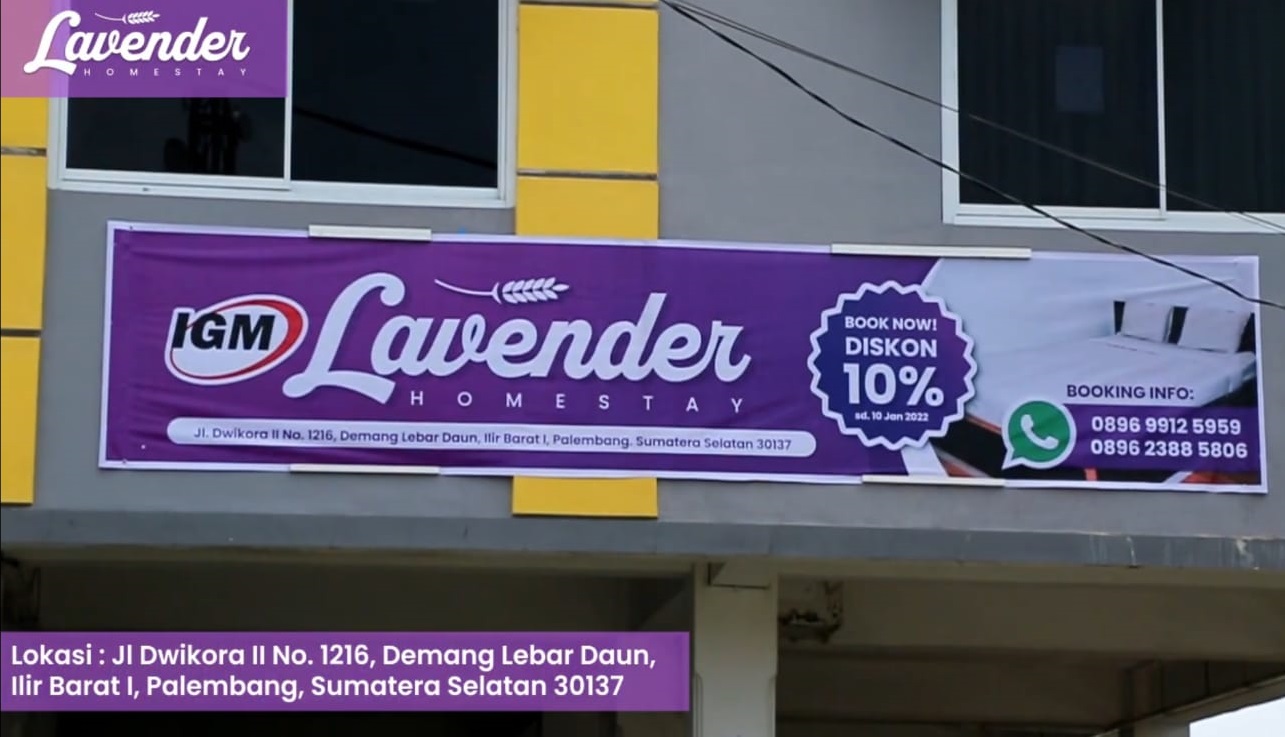 Lavender
HOMESTAY
IGM
Lavender
HOMESTAY
Jl. Dwikora II No. 1216, Demang Lebar Daun, Ilir Barat I, Palembang. Sumatera Selatan 30137
BOOK NOW!
DISKON
10%
sd. 10 Jan 2022
BOOKING INFO:
0896 9912 5959
0896 2388 5806
Lokasi : Jl Dwikora II No. 1216, Demang Lebar Daun,
Ilir Barat I, Palembang, Sumatera Selatan 30137